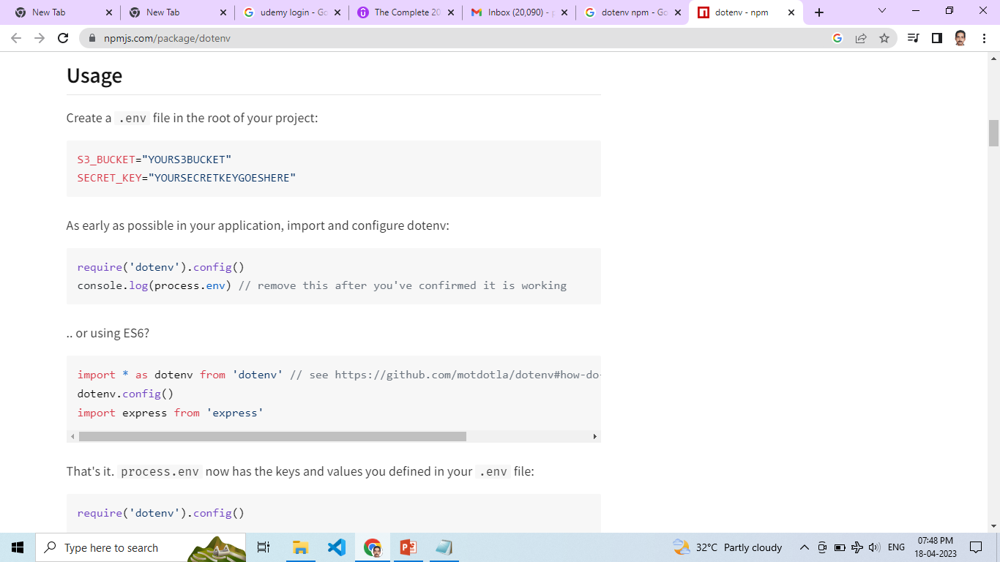 New Tab
New Tab
udemy login - Go
The Complete 20
Inbox (20,090) - p
dotenv npm - Go
dotenv - npm
npmjs.com/package/dotenv
Usage
Create a .env file in the root of your project:
S3_BUCKET="YOURS3BUCKET"
SECRET_KEY="YOURSECRETKEYGOESHERE"
As early as possible in your application, import and configure dotenv:
require('dotenv').config()
console.log(process.env) // remove this after you've confirmed it is working
.. or using ES6?
import * as dotenv from 'dotenv' // see https://github.com/motdotla/dotenv#how-do-
dotenv.config()
import express from 'express'
That's it. process.env now has the keys and values you defined in your .env file:
require('dotenv').config()
Type here to search
32°C Partly cloudy
ENG
07:48 PM
18-04-2023